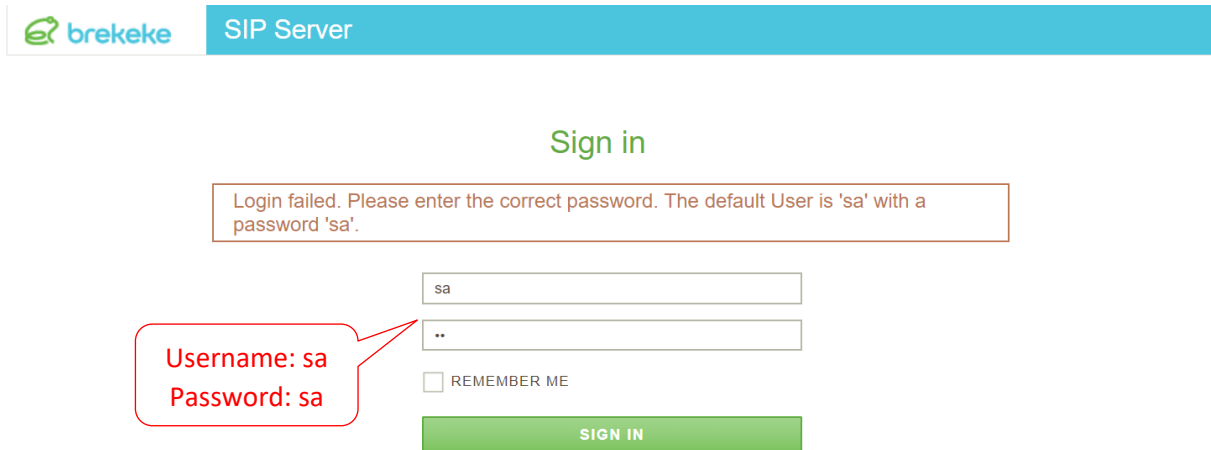 brekeke SIP Server
Sign in
Login failed. Please enter the correct password. The default User is 'sa' with a
password 'sa'.
sa
••
Username: sa
Password: sa
REMEMBER ME
SIGN IN